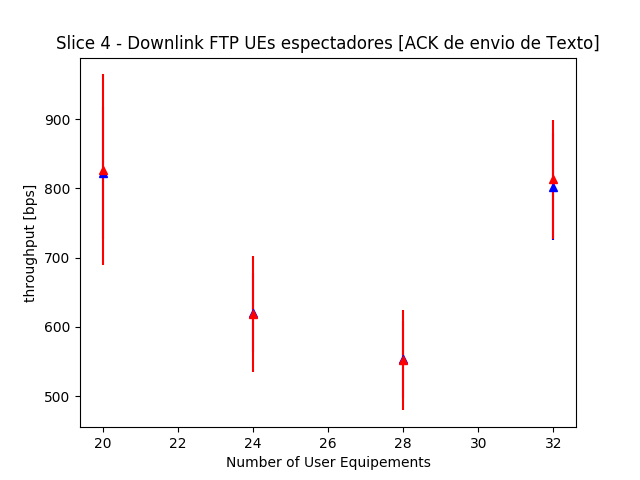 Slice 4 - Downlink FTP UEs espectadores [ACK de envio de Texto]
900
800
700
600
500
throughput [bps]
20 22 24 26 28 30 32
Number of User Equipements